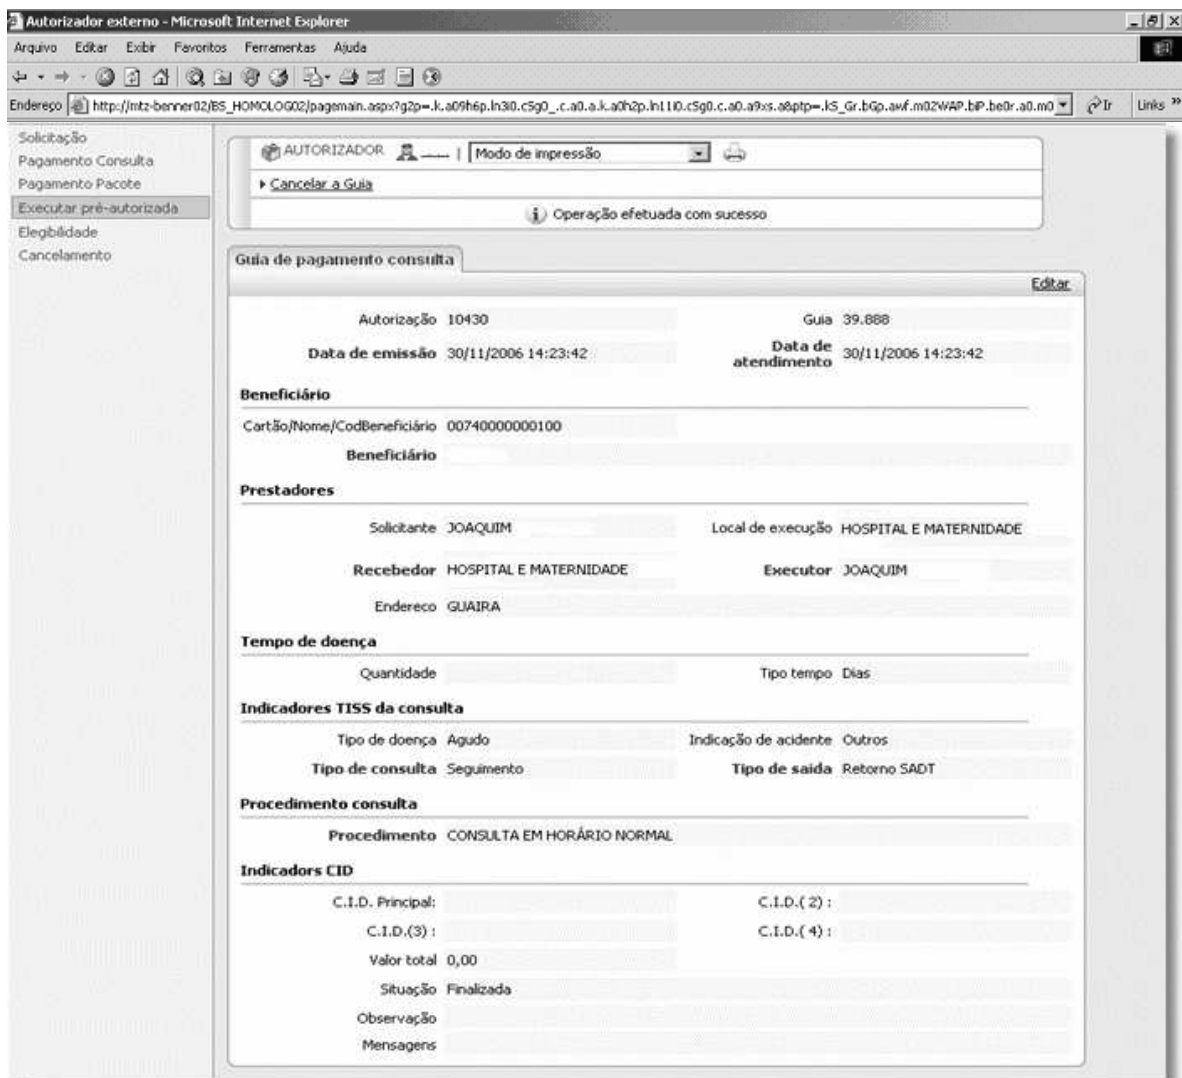 Autorizador externo - Microsoft Internet Explorer
Arquivo Editar Exibir Favoritos Ferramentas Ajuda
Endereço Ir Links »
Solicitação
Pagamento Consulta
Pagamento Pacote
Executar pré-autorizada
Elegibilidade
Cancelamento
AUTORIZADOR | Modo de impressão
Cancelar a Guia
Operação efetuada com sucesso
Guia de pagamento consulta
Editar
Autorização 10430 Guia 39.888
Data de emissão 30/11/2006 14:23:42 Data de atendimento 30/11/2006 14:23:42
Beneficiário
Cartão/Nome/CodBeneficiário 00740000000100
Beneficiário
Prestadores
Solicitante JOAQUIM Local de execução HOSPITAL E MATERNIDADE
Recebedor HOSPITAL E MATERNIDADE Executor JOAQUIM
Endereco GUAIRA
Tempo de doença
Quantidade Tipo tempo Dias
Indicadores TISS da consulta
Tipo de doença Agudo Indicação de acidente Outros
Tipo de consulta Seguimento Tipo de saida Retorno SADT
Procedimento consulta
Procedimento CONSULTA EM HORÁRIO NORMAL
Indicadors CID
C.I.D. Principal: C.I.D.( 2) :
C.I.D.(3) : C.I.D.( 4) :
Valor total 0,00
Situação Finalizada
Observação
Mensagens